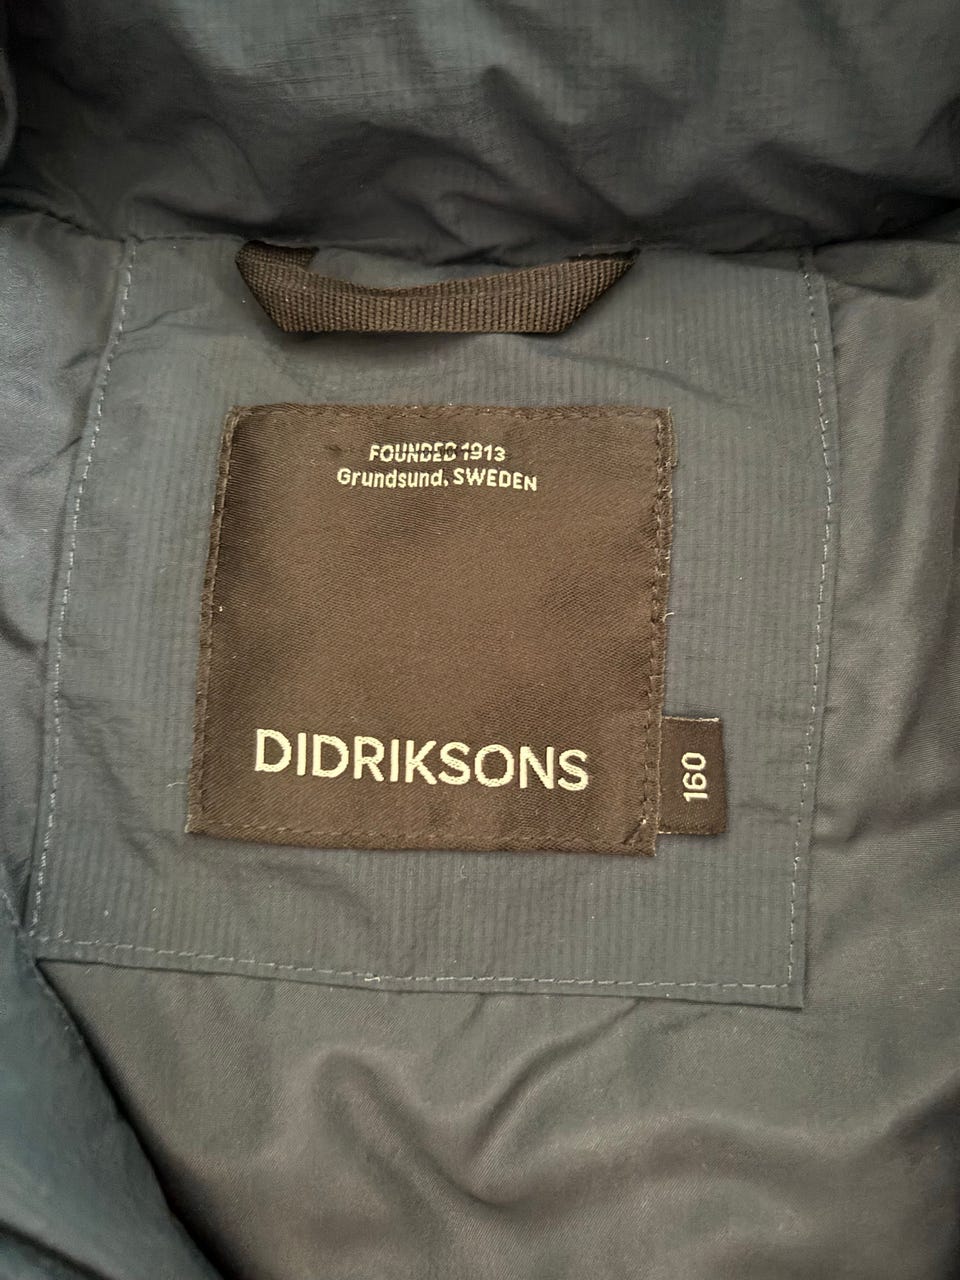 FOUNDED 1913
Grundsund, SWEDEN
DIDRIKSONS
160